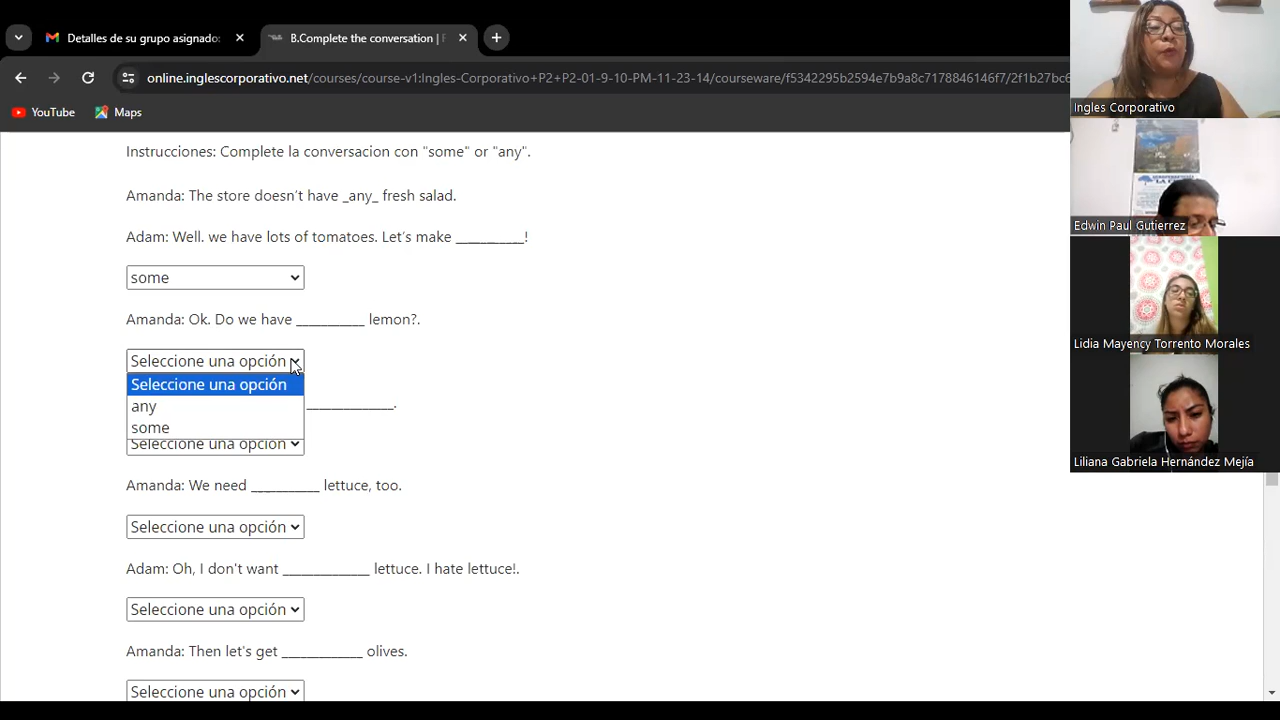 Detalles de su grupo asignado:
B.Complete the conversation |
online.inglescorporativo.net/courses/course-v1:Ingles-Corporativo+P2+P2-01-9-10-PM-11-23-14/courseware/f5342295b2594e7b9a8c7178846146f7/2f1b27bc6
YouTube
Maps
Instrucciones: Complete la conversacion con "some" or "any".
Amanda: The store doesn't have _any_ fresh salad.
Adam: Well. we have lots of tomatoes. Let's make __________!
some
Amanda: Ok. Do we have __________ lemon?.
Seleccione una opción
Seleccione una opción
any
some
_____________.
Seleccione una opción
Amanda: We need __________ lettuce, too.
Seleccione una opción
Adam: Oh, I don't want _____________ lettuce. I hate lettuce!.
Seleccione una opción
Amanda: Then let's get ____________ olives.
Seleccione una opción
Ingles Corporativo
Edwin Paul Gutierrez
Lidia Mayency Torrento Morales
Liliana Gabriela Hernández Mejía